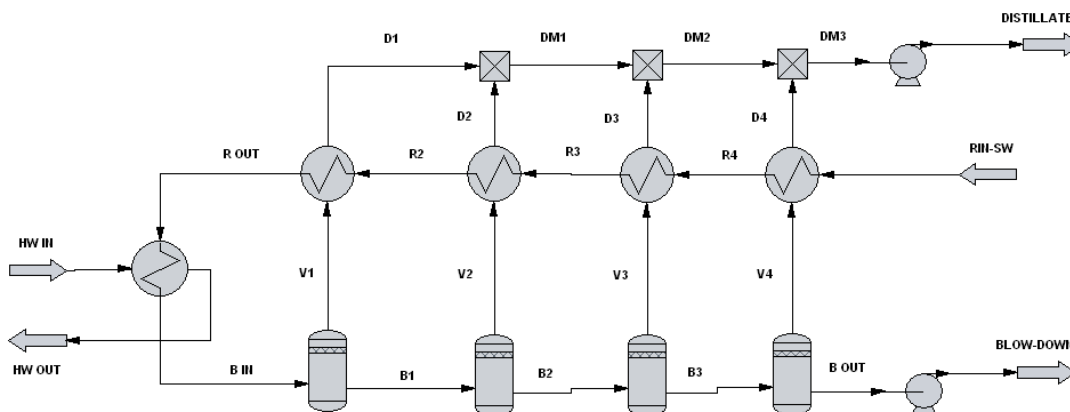 DISTILLATE
D1
DM1
DM2
DM3
D2
D3
D4
R OUT
R2
R3
R4
RIN-SW
HW IN
V1
V2
V3
V4
HW OUT
B IN
B1
B2
B3
B OUT
BLOW-DOWN